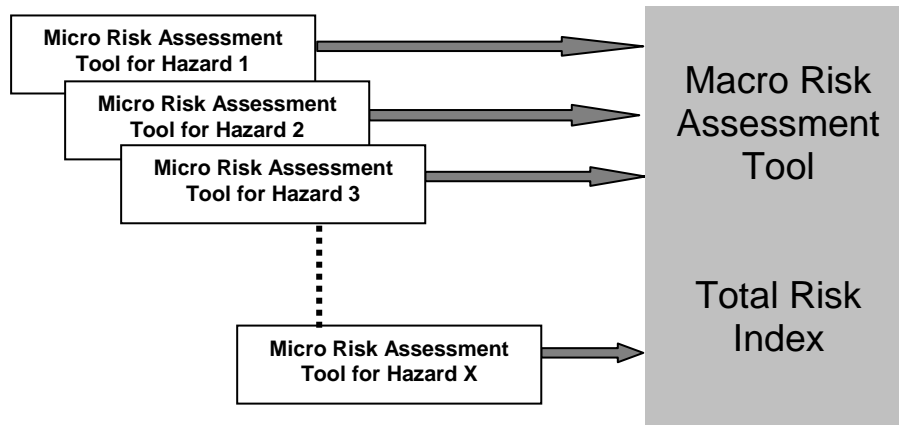 Micro Risk Assessment
Tool for Hazard 1
Micro Risk Assessment
Tool for Hazard 2
Micro Risk Assessment
Tool for Hazard 3
Micro Risk Assessment
Tool for Hazard X
Macro Risk
Assessment
Tool
Total Risk
Index